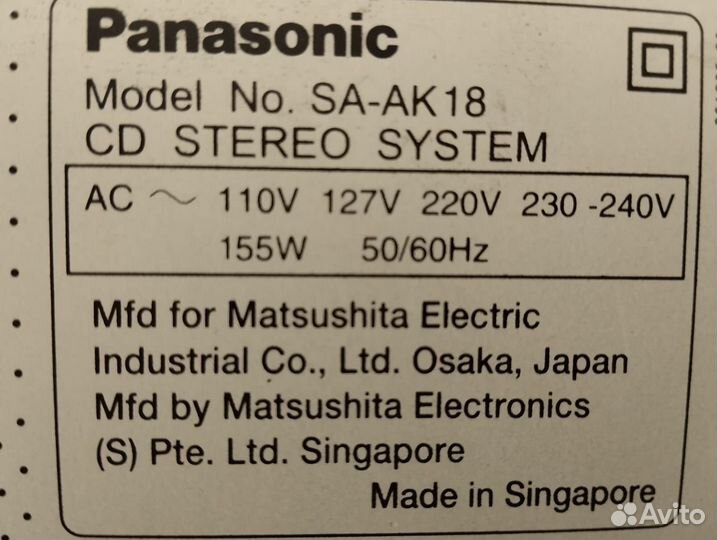 Panasonic
Model No. SA-AK18
CD STEREO SYSTEM
AC ~ 110V 127V 220V 230-240V
155W 50/60Hz
Mfd for Matsushita Electric
Industrial Co., Ltd. Osaka, Japan
Mfd by Matsushita Electronics
(S) Pte. Ltd. Singapore
Made in Singapore
Avito